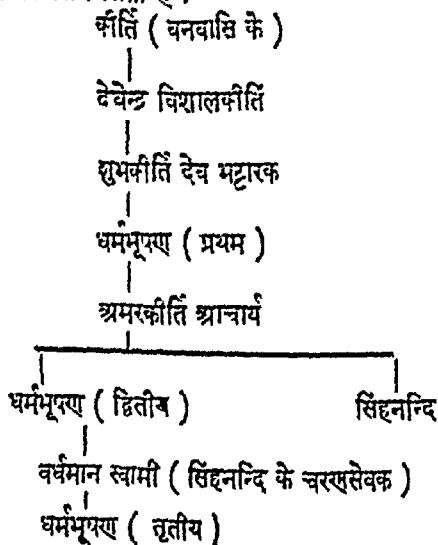 कीर्ति ( वनवासि के )
देवेन्द्र विशालकीर्ति
शुभकीर्ति देव भट्टारक
धर्मभूषण ( प्रथम )
अमरकीर्ति आचार्य
धर्मभूषण ( द्वितीय ) सिंहनन्दि
वर्धमान स्वामी ( सिंहनन्दि के चरणसेवक )
धर्मभूषण ( तृतीय )